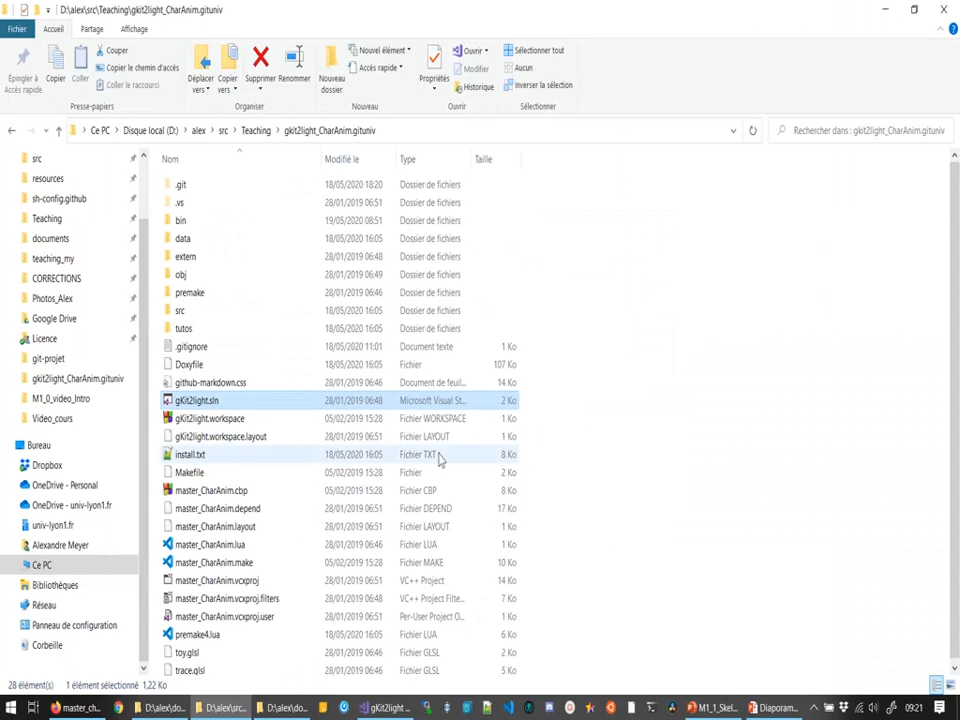 D:\alex\src\Teaching\gkit2light_CharAnim.gituniv
Fichier Accueil Partage Affichage
Épingler à Accès rapide
Copier
Coller
Couper
Copier le chemin d'accès
Coller le raccourci
Presse-papiers
Déplacer vers
Copier vers
Supprimer
Renommer
Organiser
Nouveau dossier
Nouvel élément
Accès rapide
Nouveau
Propriétés
Ouvrir
Modifier
Historique
Ouvrir
Sélectionner tout
Aucun
Inverser la sélection
Sélectionner
Ce PC > Disque local (D:) > alex > src > Teaching > gkit2light_CharAnim.gituniv
Rechercher dans : gkit2light_CharAnim.gituniv
src
resources
sh-config.github
Teaching
documents
teaching_my
CORRECTIONS
Photos_Alex
Google Drive
Licence
git-projet
gkit2light_CharAnim.gituniv
M1_0_video_Intro
Video_cours
Bureau
Dropbox
OneDrive - Personal
OneDrive - univ-lyon1.fr
univ-lyon1.fr
Alexandre Meyer
Ce PC
Bibliothèques
Réseau
Panneau de configuration
Corbeille
Nom Modifié le Type Taille
.git 18/05/2020 18:20 Dossier de fichiers
.vs 28/01/2019 06:51 Dossier de fichiers
bin 19/05/2020 08:51 Dossier de fichiers
data 18/05/2020 16:05 Dossier de fichiers
extern 28/01/2019 06:48 Dossier de fichiers
obj 28/01/2019 06:49 Dossier de fichiers
premake 28/01/2019 06:46 Dossier de fichiers
src 18/05/2020 16:05 Dossier de fichiers
tutos 18/05/2020 16:05 Dossier de fichiers
.gitignore 18/05/2020 11:01 Document texte 1 Ko
Doxyfile 18/05/2020 16:05 Fichier 107 Ko
github-markdown.css 28/01/2019 06:46 Document de feuil... 14 Ko
gKit2light.sln 28/01/2019 06:48 Microsoft Visual St... 2 Ko
gKit2light.workspace 05/02/2019 15:28 Fichier WORKSPACE 1 Ko
gKit2light.workspace.layout 28/01/2019 06:51 Fichier LAYOUT 1 Ko
install.txt 18/05/2020 16:05 Fichier TXT 8 Ko
Makefile 05/02/2019 15:28 Fichier 2 Ko
master_CharAnim.cbp 05/02/2019 15:28 Fichier CBP 8 Ko
master_CharAnim.depend 05/02/2019 15:28 Fichier DEPEND 17 Ko
master_CharAnim.layout 28/01/2019 06:51 Fichier LAYOUT 1 Ko
master_CharAnim.lua 28/01/2019 06:46 Fichier LUA 1 Ko
master_CharAnim.make 05/02/2019 15:28 Fichier MAKE 10 Ko
master_CharAnim.vcxproj 28/01/2019 06:51 VC++ Project 14 Ko
master_CharAnim.vcxproj.filters 28/01/2019 06:51 VC++ Project Filte... 7 Ko
master_CharAnim.vcxproj.user 28/01/2019 06:51 Per-User Project O... 1 Ko
premake4.lua 18/05/2020 16:05 Fichier LUA 6 Ko
toy.glsl 28/01/2019 06:46 Fichier GLSL 2 Ko
trace.glsl 28/01/2019 06:46 Fichier GLSL 5 Ko
28 élément(s) 1 élément sélectionné 1,22 Ko
master_ch... D:\alex\do... D:\alex\src... D:\alex\do... gKit2light ... M1_1_Skel... Diaporam... 09:21